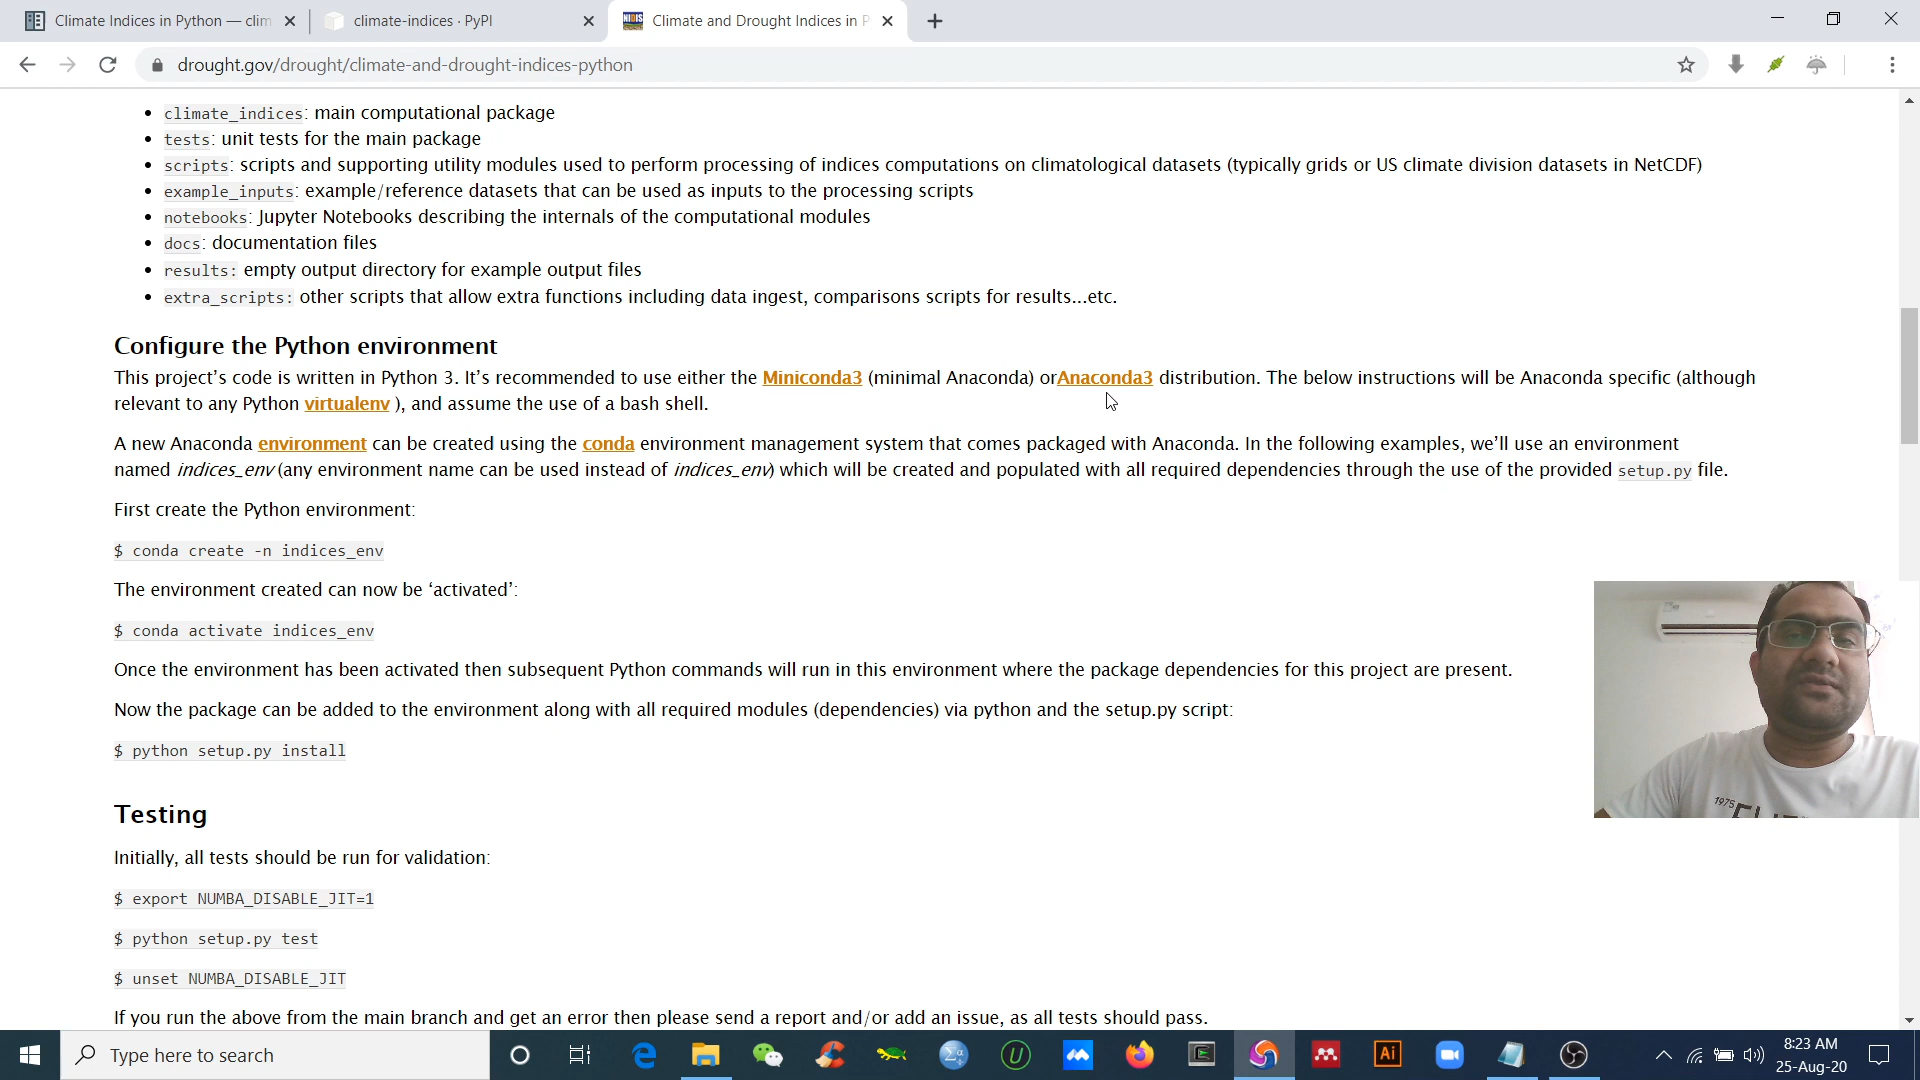 Climate Indices in Python — clim
climate-indices · PyPI
Climate and Drought Indices in P
drought.gov/drought/climate-and-drought-indices-python
climate_indices: main computational package
tests: unit tests for the main package
scripts: scripts and supporting utility modules used to perform processing of indices computations on climatological datasets (typically grids or US climate division datasets in NetCDF)
example_inputs: example/reference datasets that can be used as inputs to the processing scripts
notebooks: Jupyter Notebooks describing the internals of the computational modules
docs: documentation files
results: empty output directory for example output files
extra_scripts: other scripts that allow extra functions including data ingest, comparisons scripts for results...etc.
Configure the Python environment
This project’s code is written in Python 3. It’s recommended to use either the Miniconda3 (minimal Anaconda) orAnaconda3 distribution. The below instructions will be Anaconda specific (although
relevant to any Python virtualenv ), and assume the use of a bash shell.
A new Anaconda environment can be created using the conda environment management system that comes packaged with Anaconda. In the following examples, we’ll use an environment
named indices_env (any environment name can be used instead of indices_env) which will be created and populated with all required dependencies through the use of the provided setup.py file.
First create the Python environment:
$ conda create -n indices_env
The environment created can now be ‘activated’:
$ conda activate indices_env
Once the environment has been activated then subsequent Python commands will run in this environment where the package dependencies for this project are present.
Now the package can be added to the environment along with all required modules (dependencies) via python and the setup.py script:
$ python setup.py install
1975
Testing
Initially, all tests should be run for validation:
$ export NUMBA_DISABLE_JIT=1
$ python setup.py test
$ unset NUMBA_DISABLE_JIT
If you run the above from the main branch and get an error then please send a report and/or add an issue, as all tests should pass.
Type here to search
8:23 AM
25-Aug-20